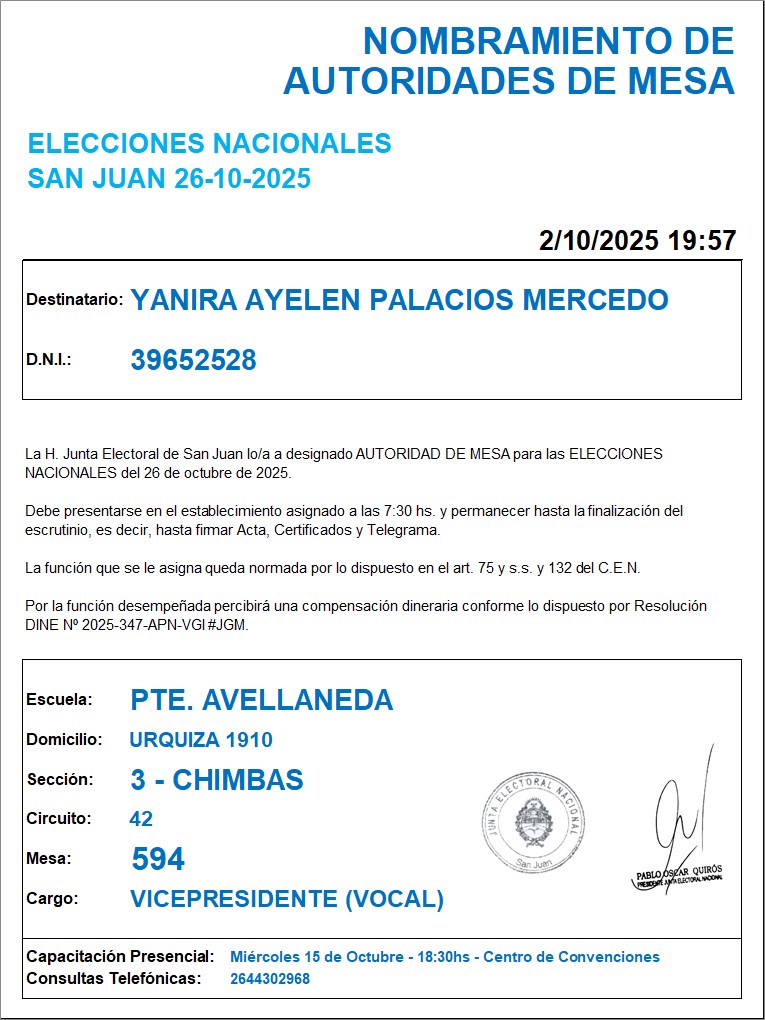 NOMBRAMIENTO DE
AUTORIDADES DE MESA
ELECCIONES NACIONALES
SAN JUAN 26-10-2025
2/10/2025 19:57
Destinatario: YANIRA AYELEN PALACIOS MERCEDO
D.N.I.: 39652528
La H. Junta Electoral de San Juan lo/a a designado AUTORIDAD DE MESA para las ELECCIONES
NACIONALES del 26 de octubre de 2025.
Debe presentarse en el establecimiento asignado a las 7:30 hs. y permanecer hasta la finalización del
escrutinio, es decir, hasta firmar Acta, Certificados y Telegrama.
La función que se le asigna queda normada por lo dispuesto en el art. 75 y s.s. y 132 del C.E.N.
Por la función desempeñada percibirá una compensación dineraria conforme lo dispuesto por Resolución
DINE Nº 2025-347-APN-VGI#JGM.
Escuela: PTE. AVELLANEDA
Domicilio: URQUIZA 1910
Sección: 3 - CHIMBAS
Circuito: 42
Mesa: 594
Cargo: VICEPRESIDENTE (VOCAL)
JUNTA ELECTORAL NACIONAL
San Juan
PABLO OSCAR QUIRÓS
PRESIDENTE JUNTA ELECTORAL NACIONAL
Capacitación Presencial: Miércoles 15 de Octubre - 18:30hs - Centro de Convenciones
Consultas Telefónicas: 2644302968